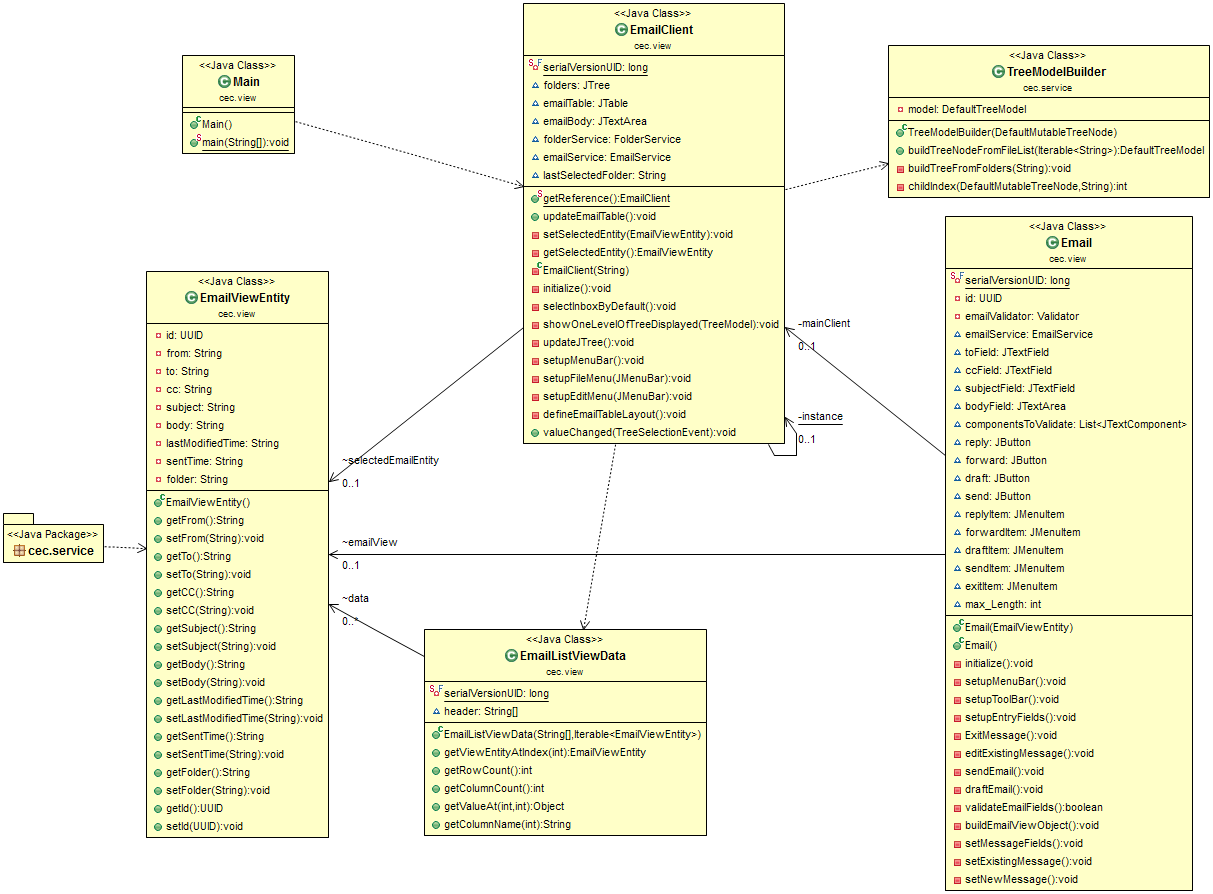 <<Java Class>>
EmailClient
cec.view
serialVersionUID: long
folders: JTree
emailTable: JTable
emailBody: JTextArea
folderService: FolderService
emailService: EmailService
lastSelectedFolder: String
getReference():EmailClient
updateEmailTable():void
setSelectedEntity(EmailViewEntity):void
getSelectedEntity():EmailViewEntity
EmailClient(String)
initialize():void
selectInboxByDefault():void
showOneLevelOfTreeDisplayed(TreeModel):void
updateJTree():void
setupMenuBar():void
setupFileMenu(JMenuBar):void
setupEditMenu(JMenuBar):void
defineEmailTableLayout():void
valueChanged(TreeSelectionEvent):void
<<Java Class>>
Main
cec.view
Main()
main(String[]):void
<<Java Class>>
TreeModelBuilder
cec.service
model: DefaultTreeModel
TreeModelBuilder(DefaultMutableTreeNode)
buildTreeNodeFromFileList(Iterable<String>):DefaultTreeModel
buildTreeFromFolders(String):void
childIndex(DefaultMutableTreeNode,String):int
<<Java Class>>
Email
cec.view
serialVersionUID: long
id: UUID
emailValidator: Validator
emailService: EmailService
toField: JTextField
ccField: JTextField
subjectField: JTextField
bodyField: JTextArea
componentsToValidate: List<JTextComponent>
reply: JButton
forward: JButton
draft: JButton
send: JButton
replyItem: JMenuItem
forwardItem: JMenuItem
draftItem: JMenuItem
sendItem: JMenuItem
exitItem: JMenuItem
max_Length: int
Email(EmailViewEntity)
Email()
initialize():void
setupMenuBar():void
setupToolBar():void
setupEntryFields():void
ExitMessage():void
editExistingMessage():void
sendEmail():void
draftEmail():void
validateEmailFields():boolean
buildEmailViewObject():void
setMessageFields():void
setExistingMessage():void
setNewMessage():void
<<Java Class>>
EmailViewEntity
cec.view
id: UUID
from: String
to: String
cc: String
subject: String
body: String
lastModifiedTime: String
sentTime: String
folder: String
EmailViewEntity()
getFrom():String
setFrom(String):void
getTo():String
setTo(String):void
getCC():String
setCC(String):void
getSubject():String
setSubject(String):void
getBody():String
setBody(String):void
getLastModifiedTime():String
setLastModifiedTime(String):void
getSentTime():String
setSentTime(String):void
getFolder():String
setFolder(String):void
getId():UUID
setId(UUID):void
-mainClient
0..1
-instance
0..1
~selectedEmailEntity
0..1
<<Java Package>>
cec.service
~emailView
0..1
~data
0..*
<<Java Class>>
EmailListViewData
cec.view
serialVersionUID: long
header: String[]
EmailListViewData(String[],Iterable<EmailViewEntity>)
getViewEntityAtIndex(int):EmailViewEntity
getRowCount():int
getColumnCount():int
getValueAt(int,int):Object
getColumnName(int):String